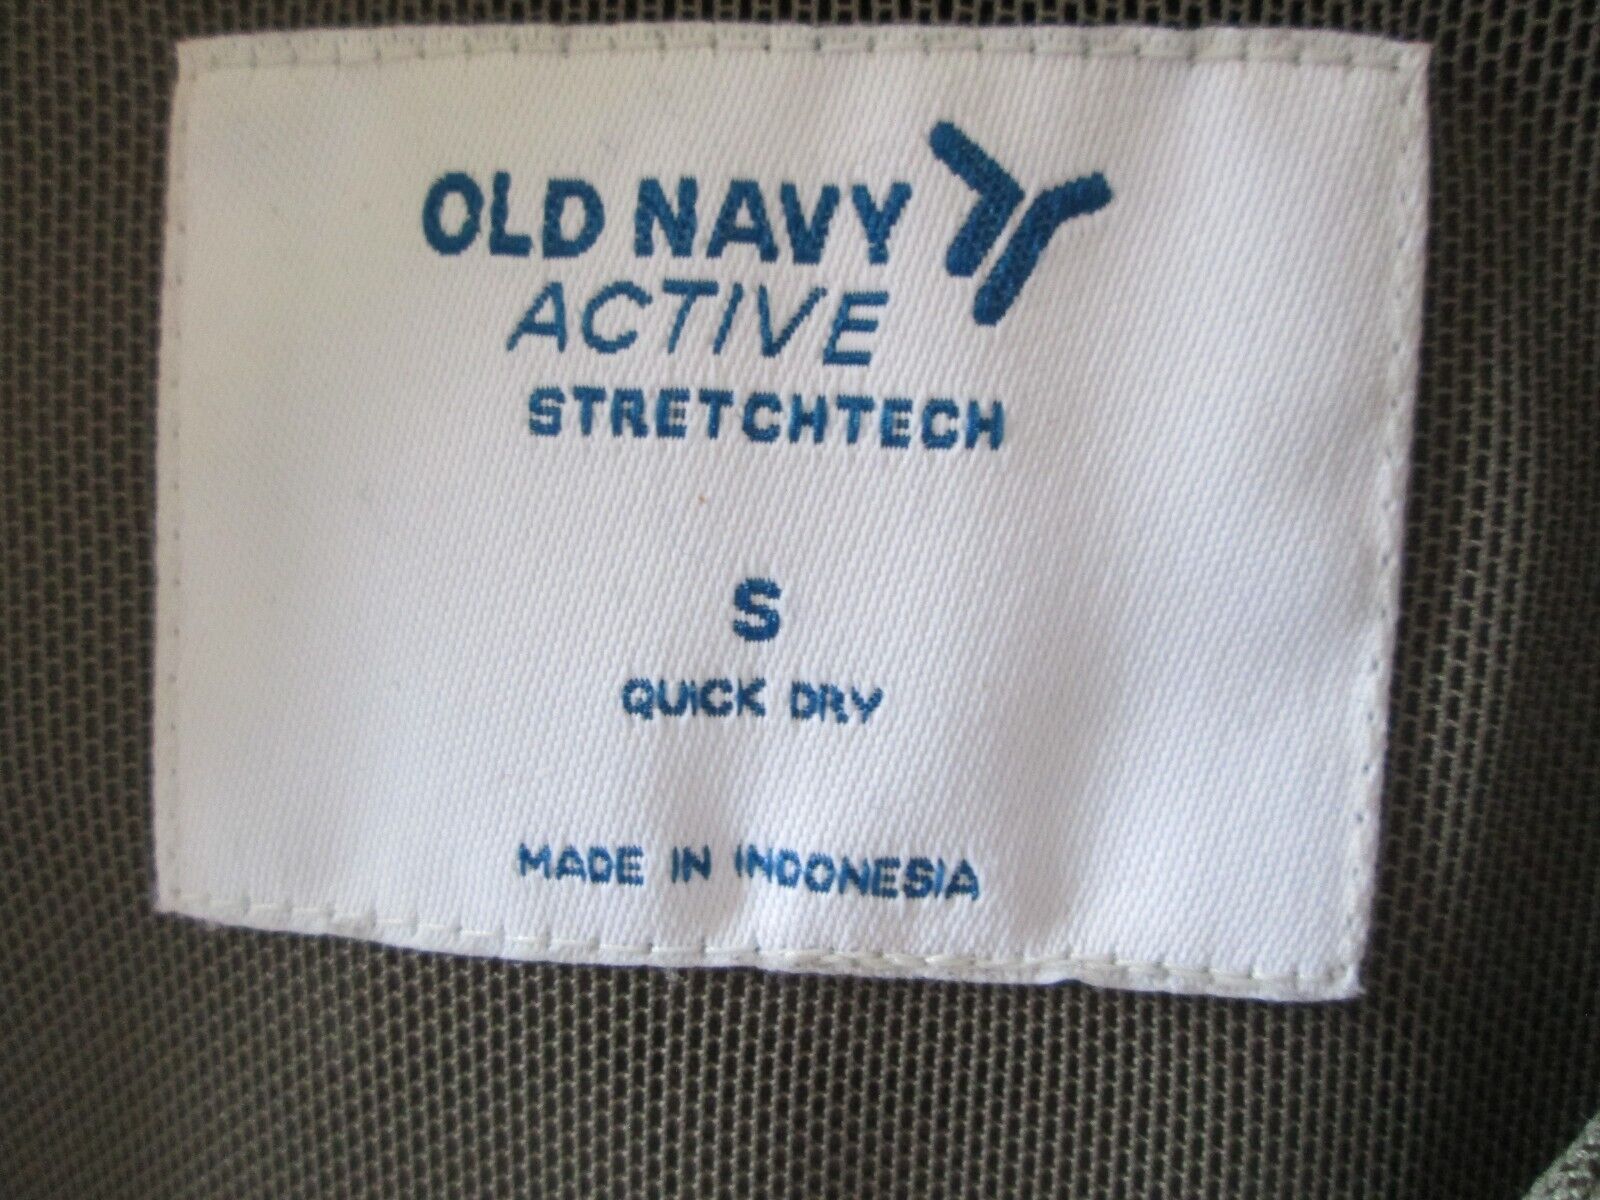 OLD NAVY
ACTIVE
STRETCHTECH
S
QUICK DRY
MADE IN INDONESIA